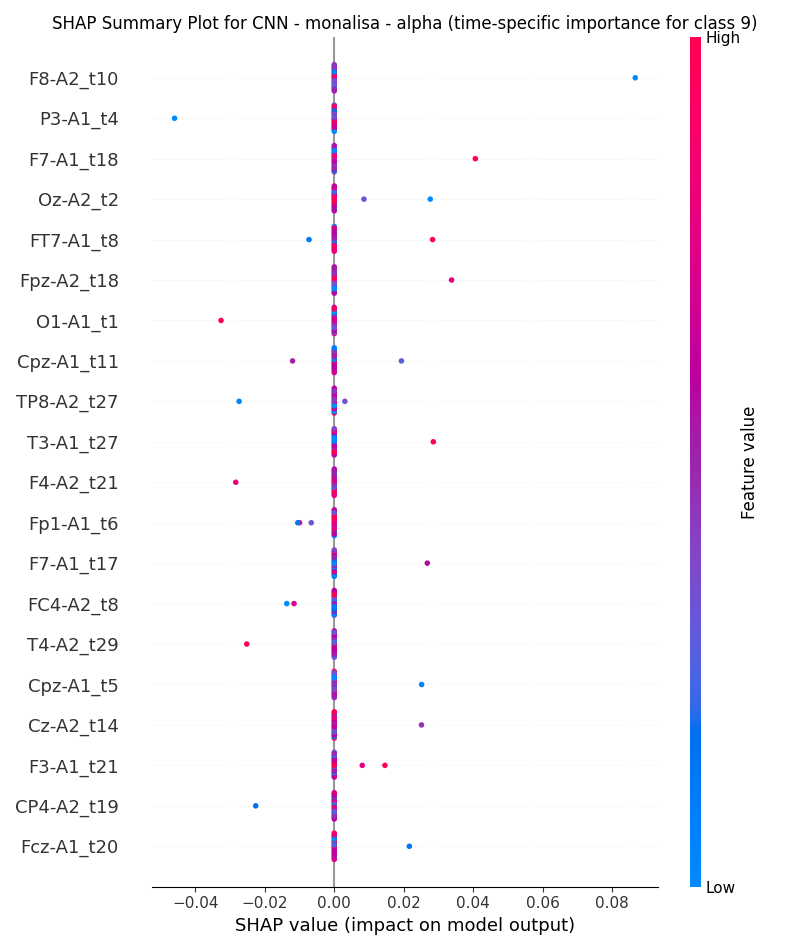 SHAP Summary Plot for CNN - monalisa - alpha (time-specific importance for class 9)
High
F8-A2_t10
P3-A1_t4
F7-A1_t18
Oz-A2_t2
FT7-A1_t8
Fpz-A2_t18
O1-A1_t1
Cpz-A1_t11
TP8-A2_t27
T3-A1_t27
F4-A2_t21
Fp1-A1_t6
F7-A1_t17
FC4-A2_t8
T4-A2_t29
Cpz-A1_t5
Cz-A2_t14
F3-A1_t21
CP4-A2_t19
Fcz-A1_t20
Feature value
Low
−0.04 −0.02 0.00 0.02 0.04 0.06 0.08
SHAP value (impact on model output)